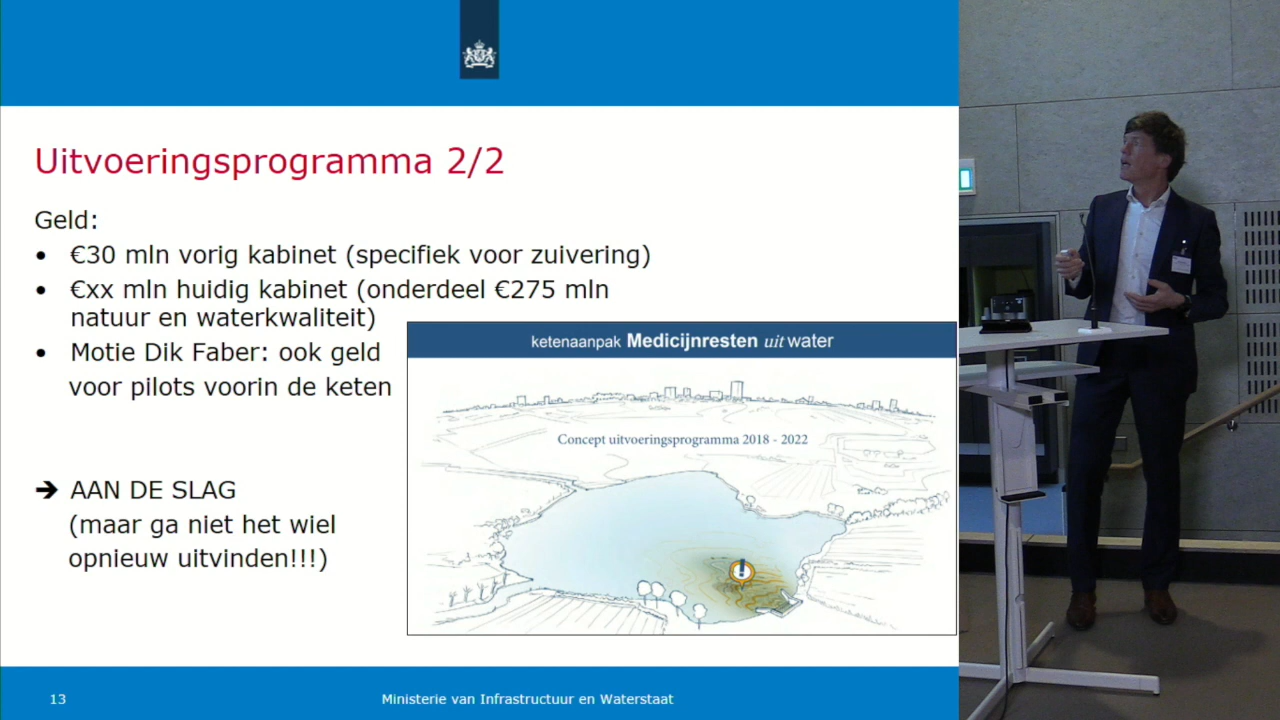 Uitvoeringsprogramma 2/2
Geld:
• €30 mln vorig kabinet (specifiek voor zuivering)
• €xx mln huidig kabinet (onderdeel €275 mln
natuur en waterkwaliteit)
• Motie Dik Faber: ook geld
voor pilots voorin de keten
ketenaanpak Medicijnresten uit water
Concept uitvoeringsprogramma 2018 - 2022
➔ AAN DE SLAG
(maar ga niet het wiel
opnieuw uitvinden!!!)
13
Ministerie van Infrastructuur en Waterstaat